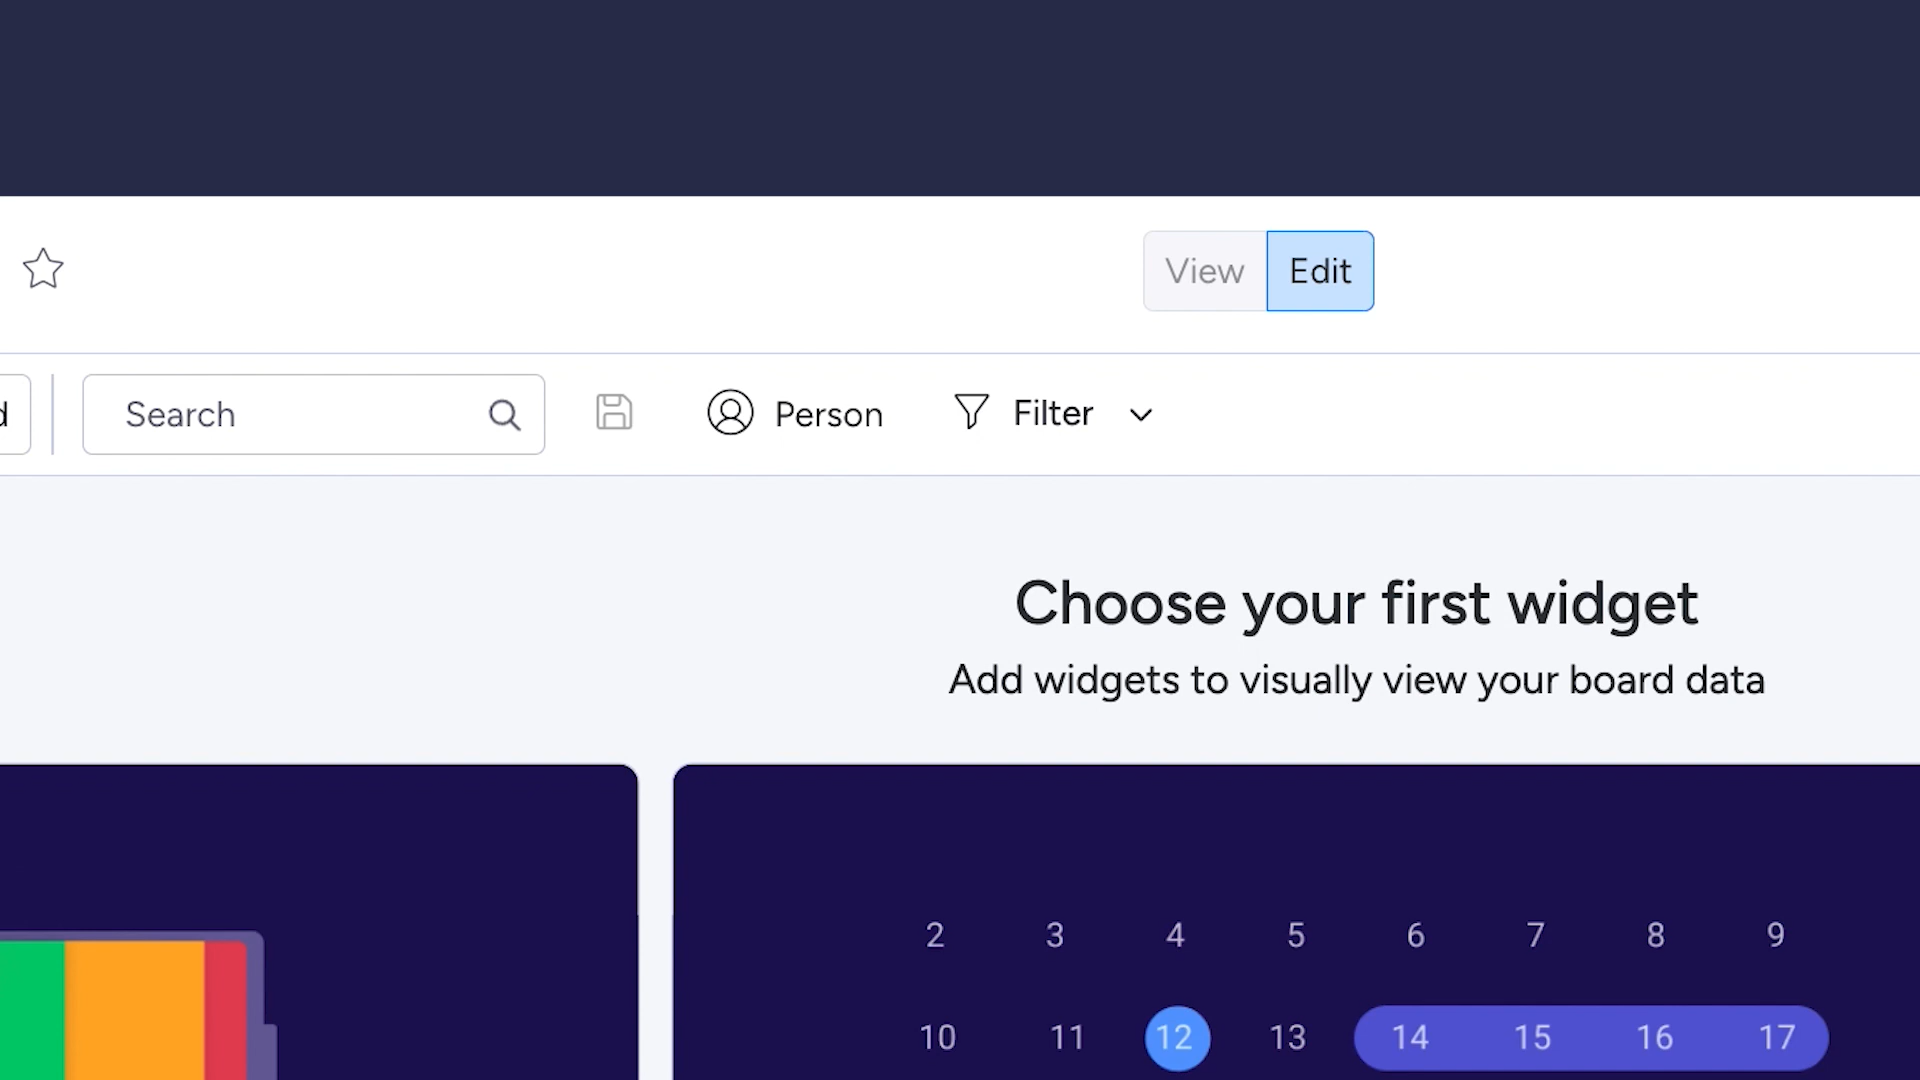 View Edit
d Search Person Filter
Choose your first widget
Add widgets to visually view your board data
2 3 4 5 6 7 8 9
10 11 12 13 14 15 16 17